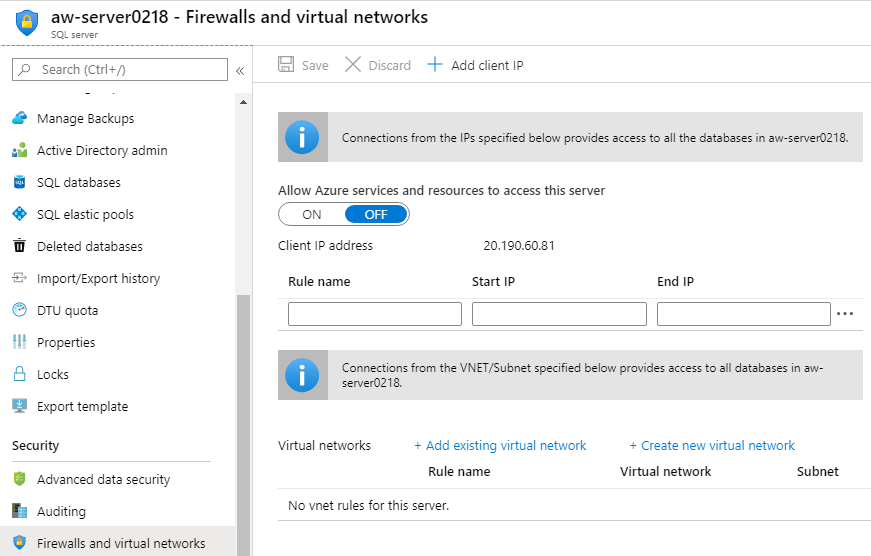 aw-server0218 - Firewalls and virtual networks
SQL server
Search (Ctrl+/)
«
Manage Backups
Active Directory admin
SQL
SQL databases
SQL elastic pools
Deleted databases
Import/Export history
DTU quota
Properties
Locks
Export template
Security
Advanced data security
Auditing
Firewalls and virtual networks
Save
Discard
Add client IP
Connections from the IPs specified below provides access to all the databases in aw-server0218.
Allow Azure services and resources to access this server
ON OFF
Client IP address 20.190.60.81
Rule name Start IP End IP
...
Connections from the VNET/Subnet specified below provides access to all databases in aw-
server0218.
Virtual networks + Add existing virtual network + Create new virtual network
Rule name Virtual network Subnet
No vnet rules for this server.